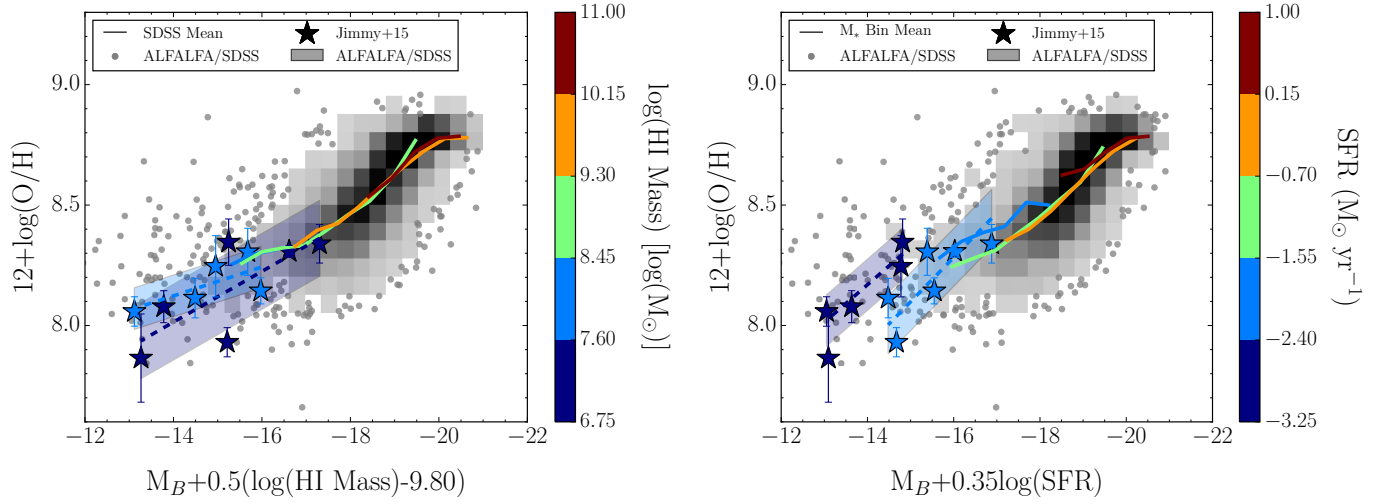 SDSS Mean
Jimmy+15
ALFALFA/SDSS
ALFALFA/SDSS
12+log(O/H)
9.0
8.5
8.0
−12
−14
−16
−18
−20
−22
M_B+0.5(log(HI Mass)-9.80)
11.00
10.15
9.30
8.45
7.60
6.75
log(HI Mass) [log(M⊙)]
M∗ Bin Mean
Jimmy+15
ALFALFA/SDSS
ALFALFA/SDSS
12+log(O/H)
9.0
8.5
8.0
−12
−14
−16
−18
−20
−22
M_B+0.35log(SFR)
1.00
0.15
−0.70
−1.55
−2.40
−3.25
SFR (M⊙ yr⁻¹)